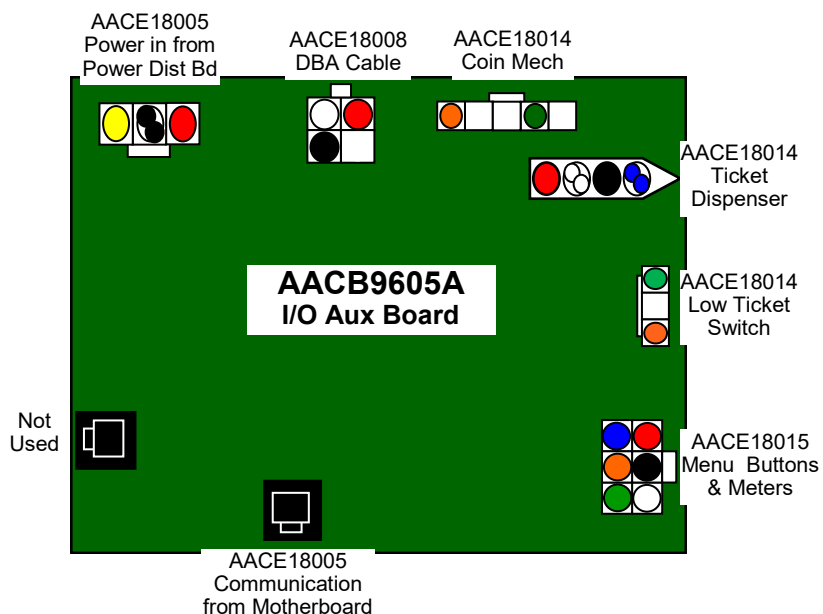 AACE18005
Power in from
Power Dist Bd
AACE18008
DBA Cable
AACE18014
Coin Mech
AACE18014
Ticket
Dispenser
AACB9605A
I/O Aux Board
AACE18014
Low Ticket
Switch
Not
Used
AACE18015
Menu Buttons
& Meters
AACE18005
Communication
from Motherboard